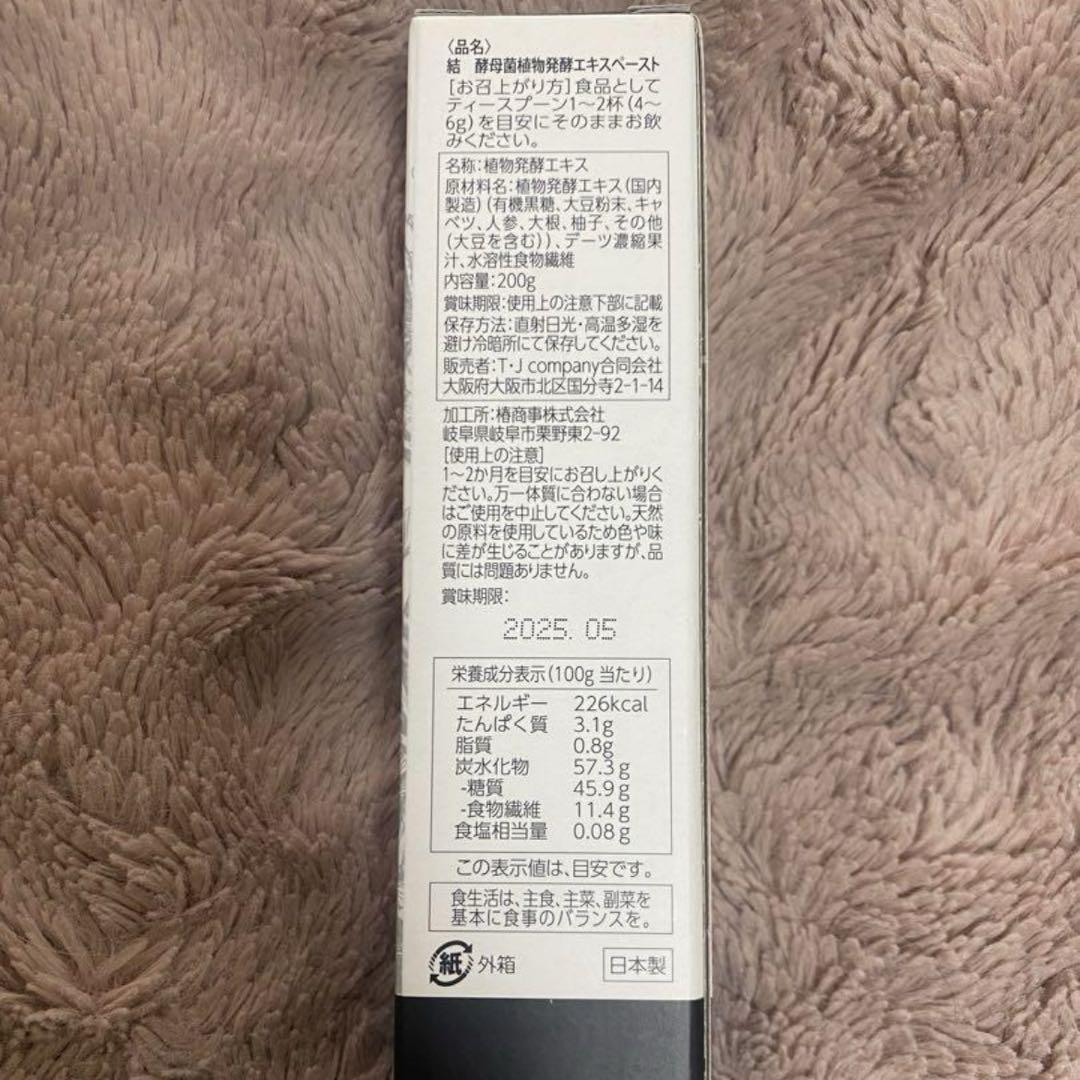 〈品名〉
結　酵母菌植物発酵エキスペースト
[お召上がり方]食品として
ティースプーン1〜2杯(4〜
6g)を目安にそのままお飲
みください。
名称:植物発酵エキス
原材料名:植物発酵エキス(国内
製造)(有機黒糖、大豆粉末、キャ
ベツ、人参、大根、柚子、その他
(大豆を含む))、デーツ濃縮果
汁、水溶性食物繊維
内容量:200g
賞味期限:使用上の注意下部に記載
保存方法:直射日光・高温多湿を
避け冷暗所にて保存してください。
販売者:T・J company合同会社
大阪府大阪市北区国分寺2-1-14
加工所:椿商事株式会社
岐阜県岐阜市栗野東2-92
[使用上の注意]
1〜2か月を目安にお召し上がりく
ださい。万一体質に合わない場合
はご使用を中止してください。天然
の原料を使用しているため色や味
に差が生じることがありますが、品
質には問題ありません。
賞味期限:
2025. 05
栄養成分表示(100g 当たり)
エネルギー 226kcal
たんぱく質 3.1g
脂質 0.8g
炭水化物 57.3g
-糖質 45.9g
-食物繊維 11.4g
食塩相当量 0.08g
この表示値は、目安です。
食生活は、主食、主菜、副菜を
基本に食事のバランスを。
紙 外箱 日本製